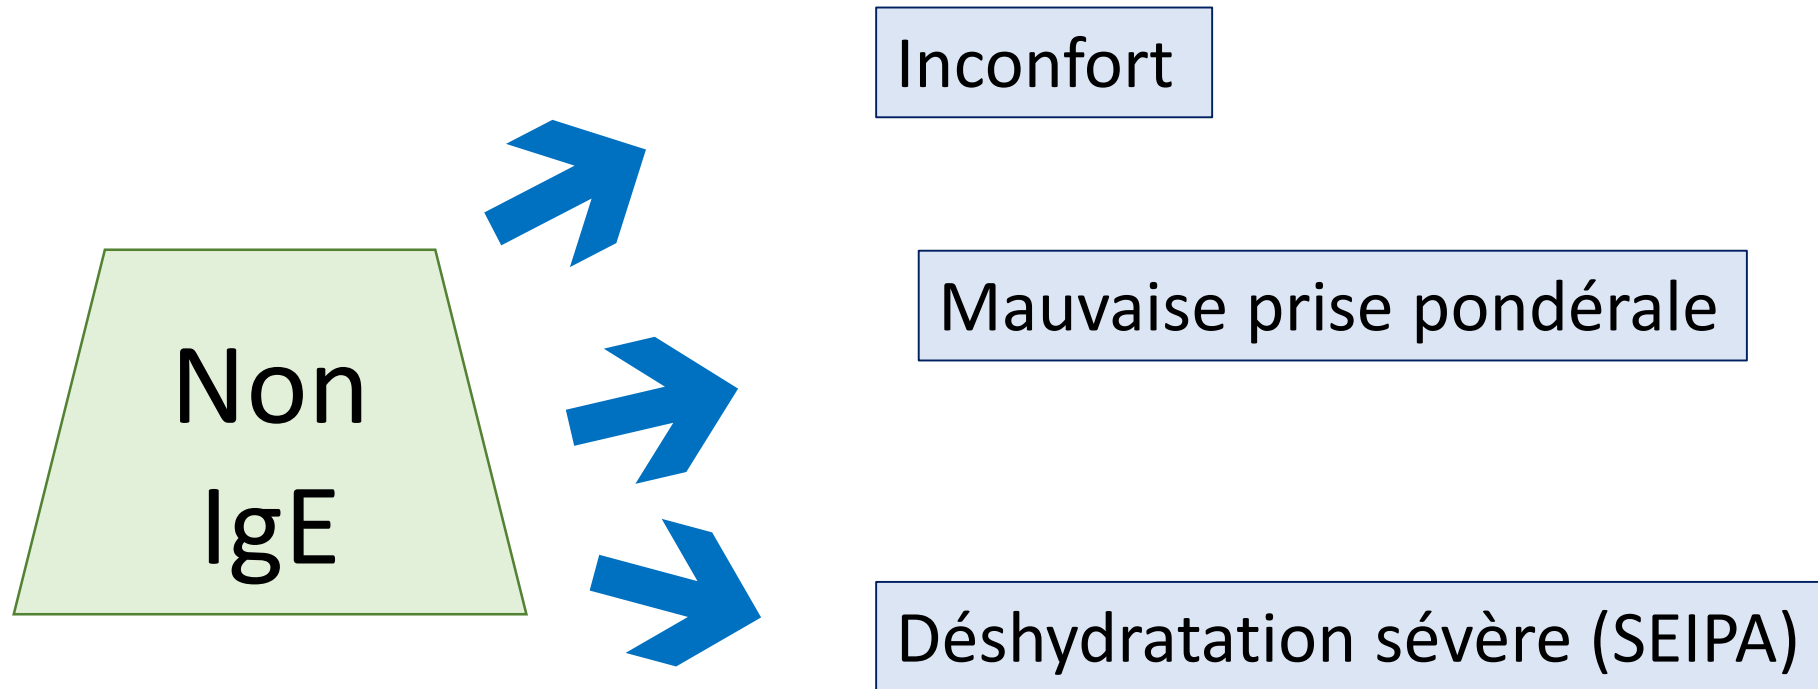 Inconfort
Mauvaise prise pondérale
Non
IgE
Déshydratation sévère (SEIPA)